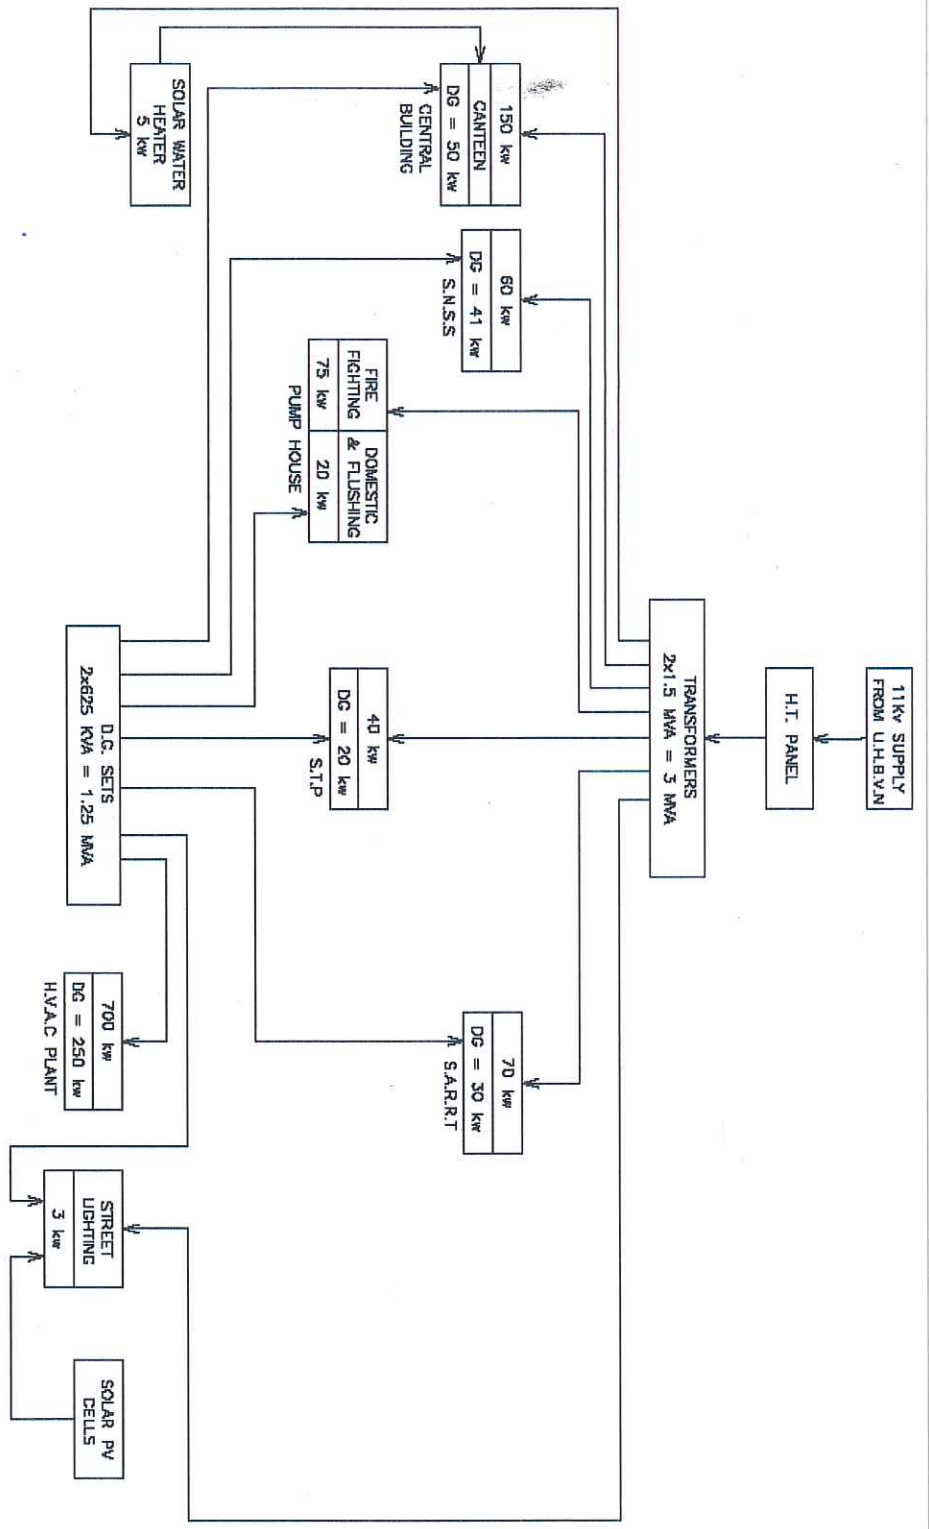 11Kv SUPPLY
FROM U.H.B.V.N
H.T. PANEL
TRANSFORMERS
2x1.5 MVA = 3 MVA
150 kw
CANTEEN
DG = 50 kw
CENTRAL
BUILDING
60 kw
DG = 41 kw
S.N.S.S
70 kw
DG = 30 kw
S.A.R.R.T
FIRE
FIGHTING
75 kw
DOMESTIC
& FLUSHING
20 kw
PUMP HOUSE
40 kw
DG = 20 kw
S.T.P
SOLAR WATER
HEATER
5 kw
D.G. SETS
2x625 KVA = 1.25 MVA
700 kw
DG = 250 kw
H.V.A.C PLANT
STREET
LIGHTING
3 kw
SOLAR PV
CELLS